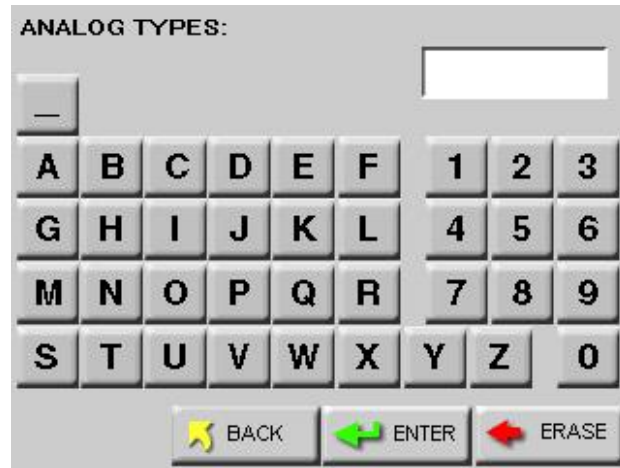 ANALOG TYPES:
_
A B C D E F 1 2 3
G H I J K L 4 5 6
M N O P Q R 7 8 9
S T U V W X Y Z 0
BACK ENTER ERASE